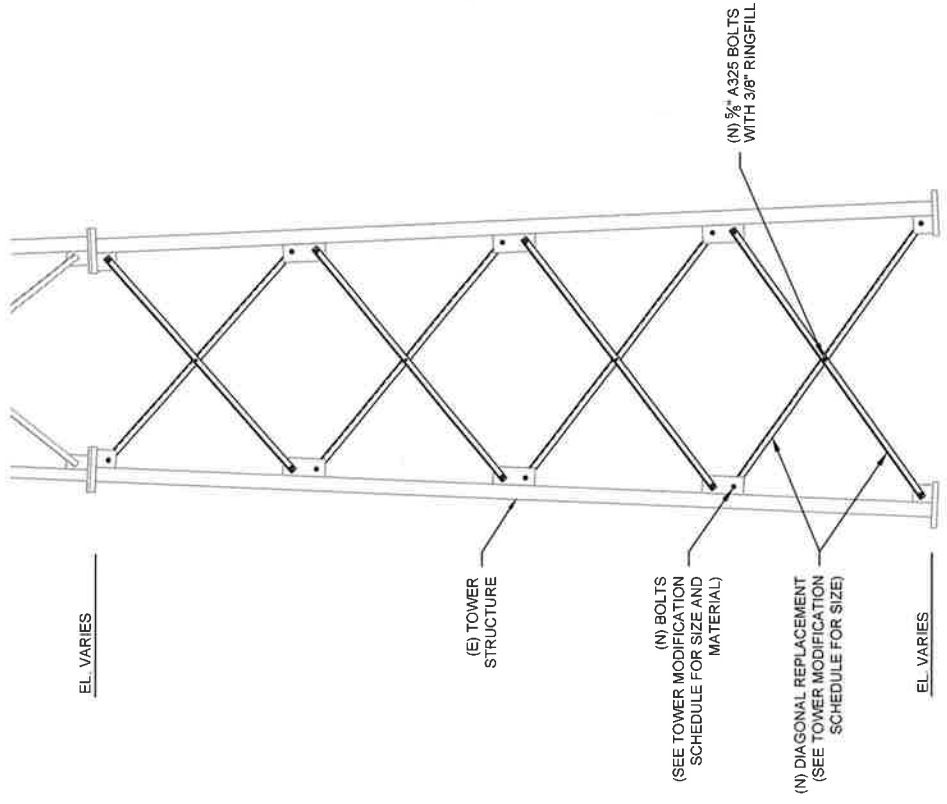 EL. VARIES
(N) ⅝" A325 BOLTS
WITH 3/8" RINGFILL
(E) TOWER
STRUCTURE
(N) BOLTS
(SEE TOWER MODIFICATION
SCHEDULE FOR SIZE AND
MATERIAL)
(N) DIAGONAL REPLACEMENT
(SEE TOWER MODIFICATION
SCHEDULE FOR SIZE)
EL. VARIES